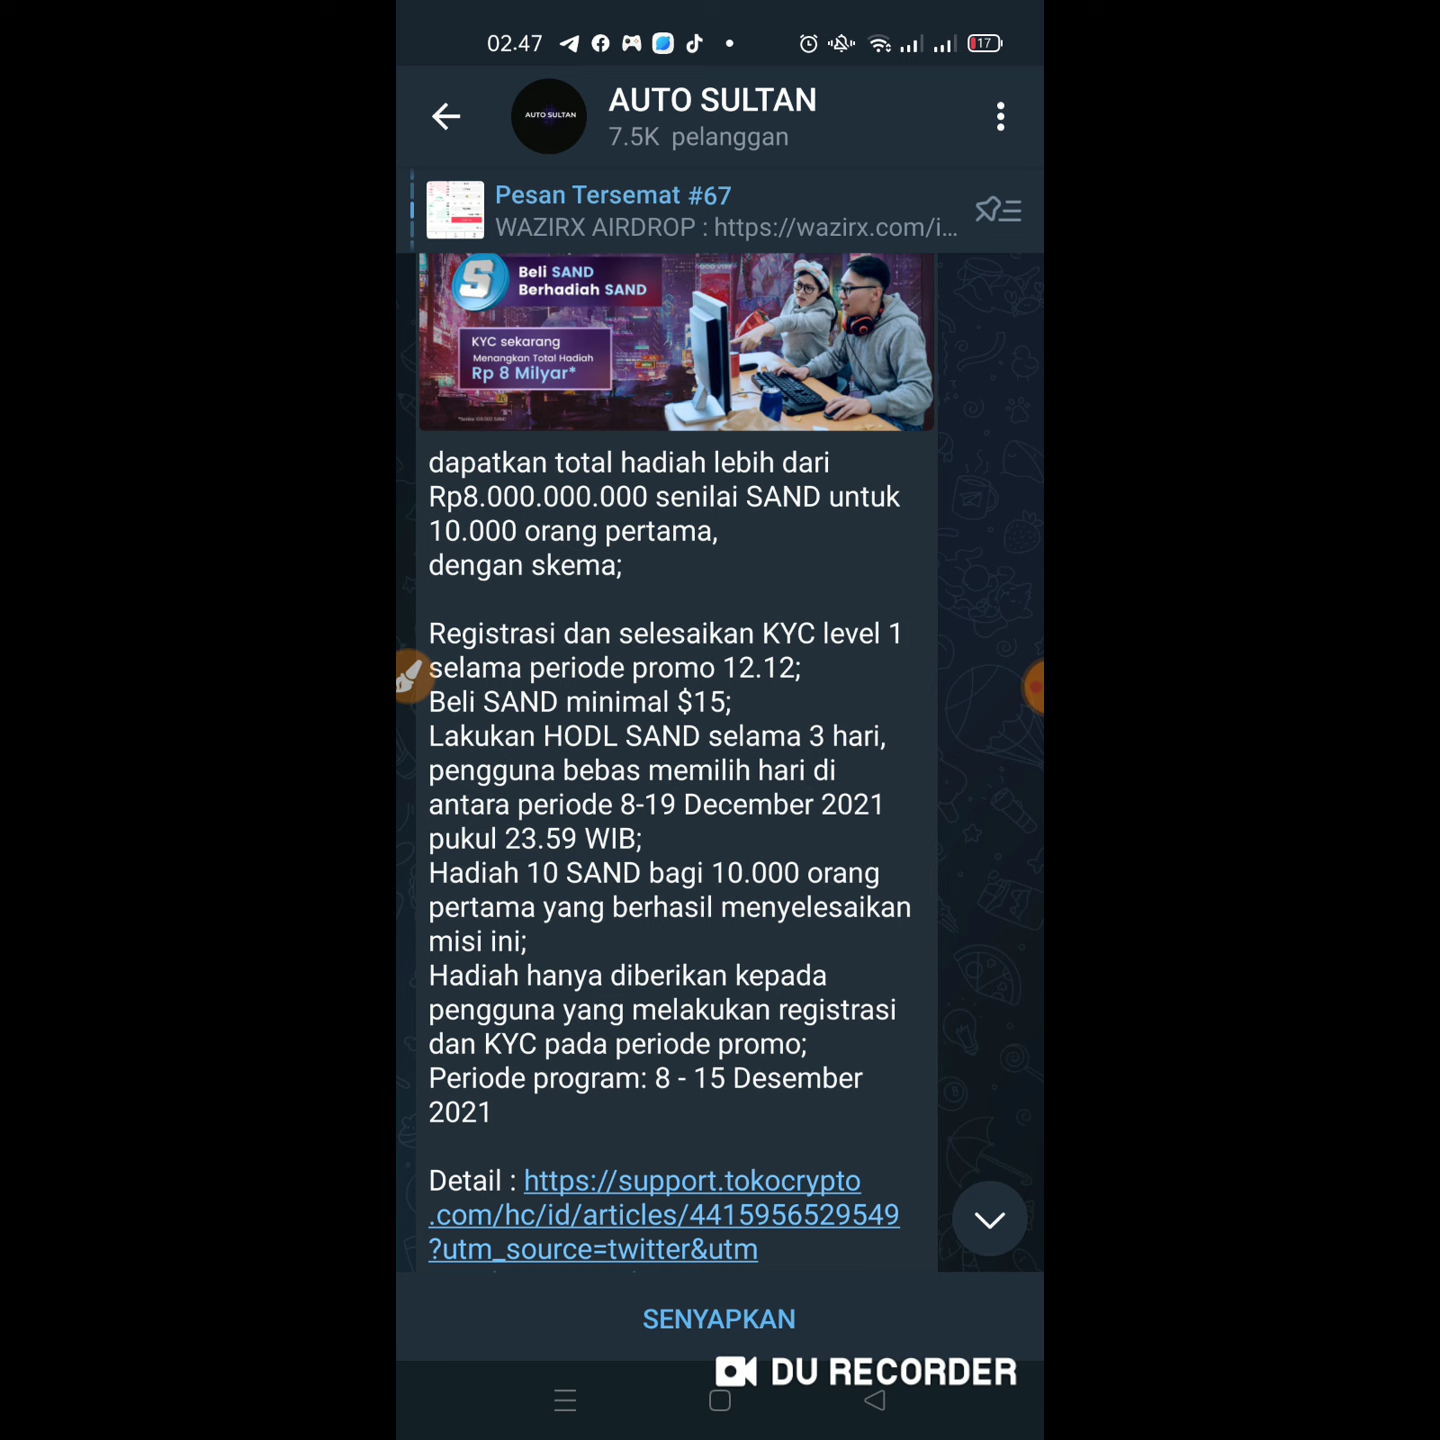 02.47
17
AUTO SULTAN
AUTO SULTAN
7.5K pelanggan
Pesan Tersemat #67
WAZIRX AIRDROP : https://wazirx.com/i...
Beli SAND
Berhadiah SAND
KYC sekarang
Menangkan Total Hadiah
Rp 8 Milyar*
dapatkan total hadiah lebih dari
Rp8.000.000.000 senilai SAND untuk
10.000 orang pertama,
dengan skema;
Registrasi dan selesaikan KYC level 1
selama periode promo 12.12;
Beli SAND minimal $15;
Lakukan HODL SAND selama 3 hari,
pengguna bebas memilih hari di
antara periode 8-19 December 2021
pukul 23.59 WIB;
Hadiah 10 SAND bagi 10.000 orang
pertama yang berhasil menyelesaikan
misi ini;
Hadiah hanya diberikan kepada
pengguna yang melakukan registrasi
dan KYC pada periode promo;
Periode program: 8 - 15 Desember
2021
Detail : https://support.tokocrypto
.com/hc/id/articles/4415956529549
?utm_source=twitter&utm
SENYAPKAN
DU RECORDER